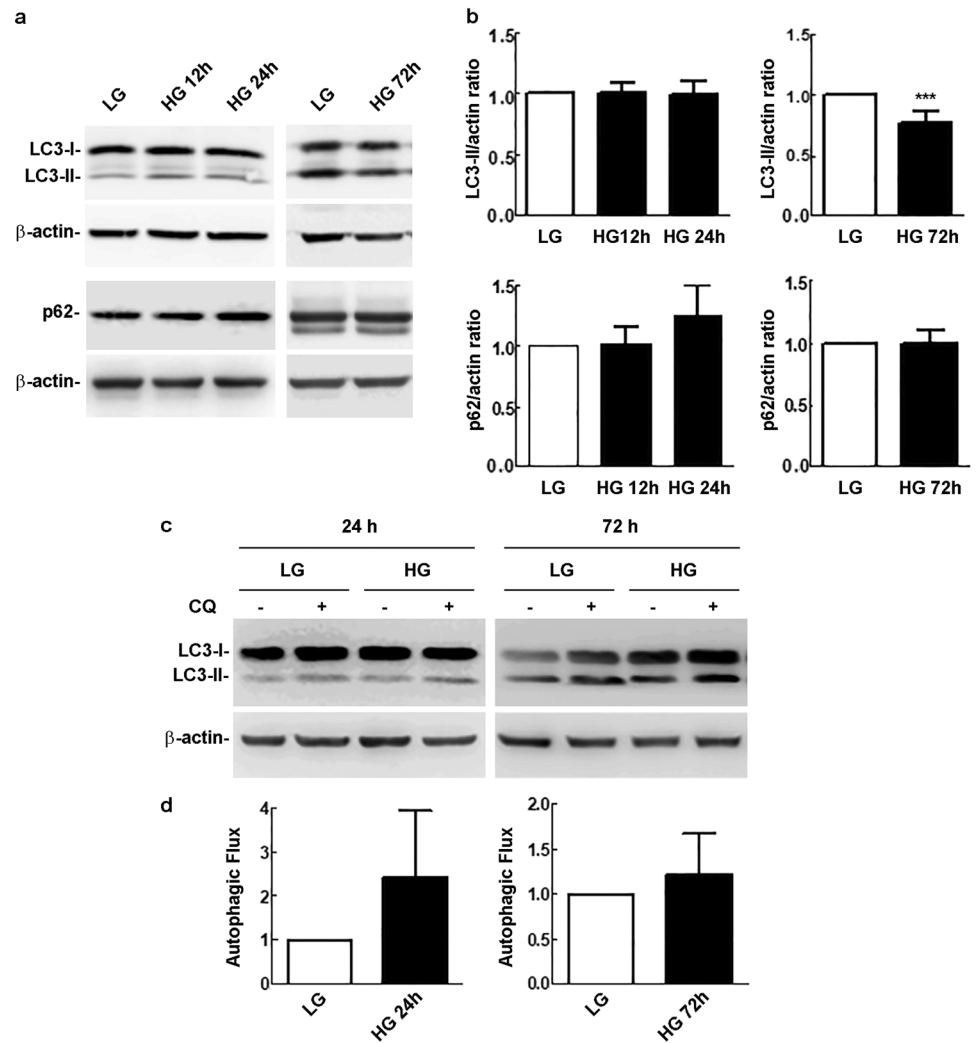 a
LG HG 12h HG 24h LG HG 72h
LC3-I-
LC3-II-
β-actin-
p62-
β-actin-
b
LC3-II/actin ratio
1.5
1.0
0.5
0.0
LG HG12h HG 24h
LC3-II/actin ratio
1.5
1.0
0.5
0.0
***
LG HG 72h
p62/actin ratio
1.5
1.0
0.5
0.0
LG HG 12h HG 24h
p62/actin ratio
1.5
1.0
0.5
0.0
LG HG 72h
c
24 h 72 h
LG HG LG HG
CQ - + - + - + - +
LC3-I-
LC3-II-
β-actin-
d
Autophagic Flux
4
3
2
1
0
LG HG 24h
Autophagic Flux
2.0
1.5
1.0
0.5
0.0
LG HG 72h